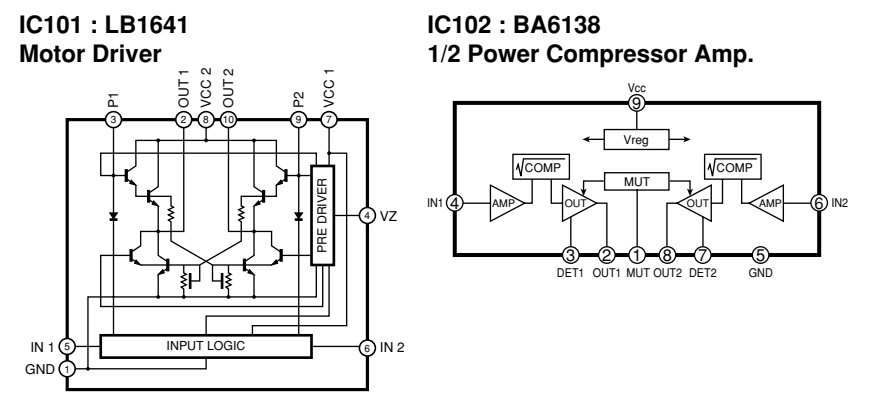 IC101 : LB1641
Motor Driver
P1
OUT 1
VCC 2
OUT 2
P2
VCC 1
3
2
8
10
9
7
PRE DRIVER
4
VZ
IN 1
5
INPUT LOGIC
6
IN 2
GND
1
IC102 : BA6138
1/2 Power Compressor Amp.
Vcc
9
Vreg
√COMP
√COMP
MUT
IN1
4
AMP
OUT
OUT
AMP
6
IN2
3
2
1
8
7
5
DET1
OUT1
MUT
OUT2
DET2
GND